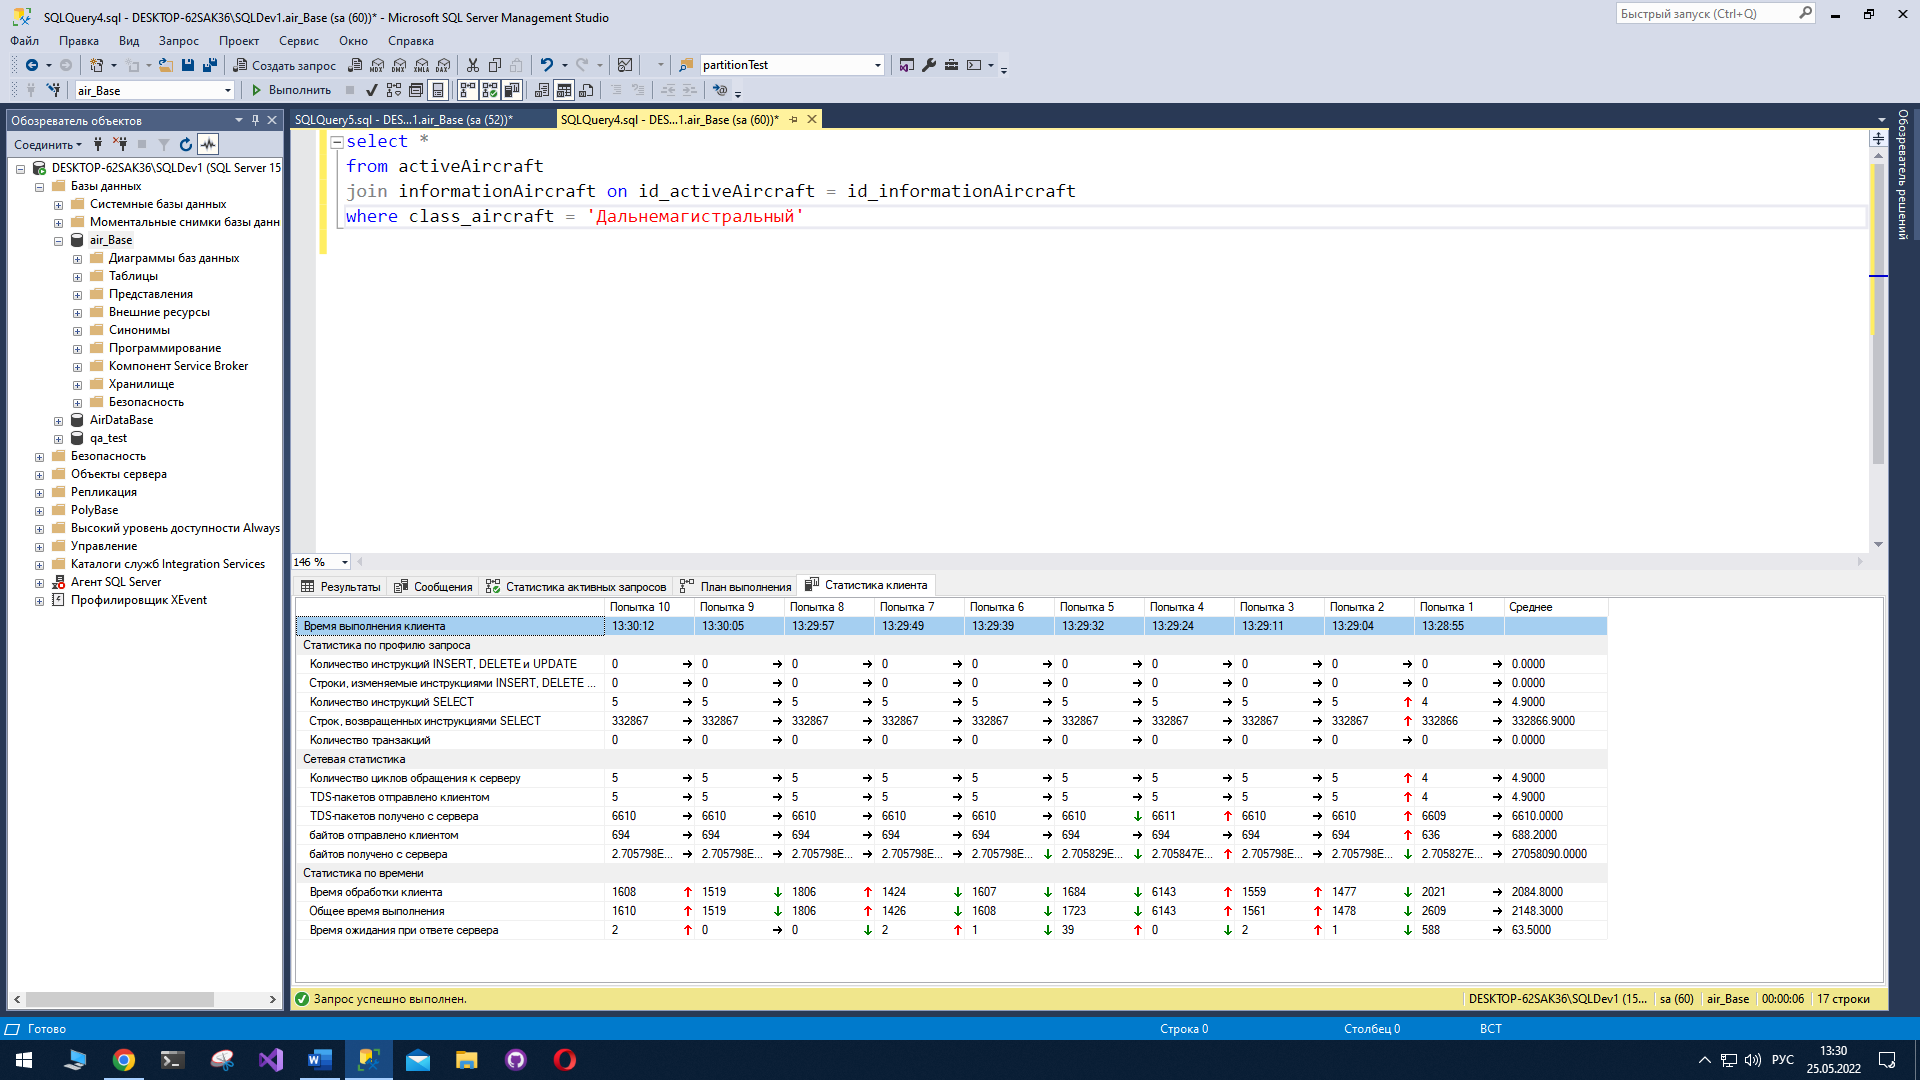 SQLQuery4.sql - DESKTOP-62SAK36\SQLDev1.air_Base (sa (60))* - Microsoft SQL Server Management Studio
Быстрый запуск (Ctrl+Q)
Файл Правка Вид Запрос Проект Сервис Окно Справка
Создать запрос MDX DMX XMLA DAX partitionTest
air_Base Выполнить
Обозреватель объектов
Соединить
DESKTOP-62SAK36\SQLDev1 (SQL Server 15
Базы данных
Системные базы данных
Моментальные снимки базы данн
air_Base
Диаграммы баз данных
Таблицы
Представления
Внешние ресурсы
Синонимы
Программирование
Компонент Service Broker
Хранилище
Безопасность
AirDataBase
qa_test
Безопасность
Объекты сервера
Репликация
PolyBase
Высокий уровень доступности Always
Управление
Каталоги служб Integration Services
Агент SQL Server
Профилировщик XEvent
SQLQuery5.sql - DES...1.air_Base (sa (52))* SQLQuery4.sql - DES...1.air_Base (sa (60))*
select *
from activeAircraft
join informationAircraft on id_activeAircraft = id_informationAircraft
where class_aircraft = 'Дальнемагистральный'
Обозреватель решений
146 %
Результаты Сообщения Статистика активных запросов План выполнения Статистика клиента
Попытка 10 Попытка 9 Попытка 8 Попытка 7 Попытка 6 Попытка 5 Попытка 4 Попытка 3 Попытка 2 Попытка 1 Среднее
Время выполнения клиента 13:30:12 13:30:05 13:29:57 13:29:49 13:29:39 13:29:32 13:29:24 13:29:11 13:29:04 13:28:55
Статистика по профилю запроса
Количество инструкций INSERT, DELETE и UPDATE 0 → 0 → 0 → 0 → 0 → 0 → 0 → 0 → 0 → 0 → 0.0000
Строки, изменяемые инструкциями INSERT, DELETE ... 0 → 0 → 0 → 0 → 0 → 0 → 0 → 0 → 0 → 0 → 0.0000
Количество инструкций SELECT 5 → 5 → 5 → 5 → 5 → 5 → 5 → 5 → 5 ↑ 4 → 4.9000
Строк, возвращенных инструкциями SELECT 332867 → 332867 → 332867 → 332867 → 332867 → 332867 → 332867 → 332867 → 332867 ↑ 332866 → 332866.9000
Количество транзакций 0 → 0 → 0 → 0 → 0 → 0 → 0 → 0 → 0 → 0 → 0.0000
Сетевая статистика
Количество циклов обращения к серверу 5 → 5 → 5 → 5 → 5 → 5 → 5 → 5 → 5 ↑ 4 → 4.9000
TDS-пакетов отправлено клиентом 5 → 5 → 5 → 5 → 5 → 5 → 5 → 5 → 5 ↑ 4 → 4.9000
TDS-пакетов получено с сервера 6610 → 6610 → 6610 → 6610 → 6610 → 6610 ↓ 6611 ↑ 6610 → 6610 ↑ 6609 → 6610.0000
байтов отправлено клиентом 694 → 694 → 694 → 694 → 694 → 694 → 694 → 694 → 694 ↑ 636 → 688.2000
байтов получено с сервера 2.705798E... → 2.705798E... → 2.705798E... → 2.705798E... → 2.705798E... ↓ 2.705829E... ↓ 2.705847E... ↑ 2.705798E... → 2.705798E... ↓ 2.705827E... → 27058090.0000
Статистика по времени
Время обработки клиента 1608 ↑ 1519 ↓ 1806 ↑ 1424 ↓ 1607 ↓ 1684 ↓ 6143 ↑ 1559 ↑ 1477 ↓ 2021 → 2084.8000
Общее время выполнения 1610 ↑ 1519 ↓ 1806 ↑ 1426 ↓ 1608 ↓ 1723 ↓ 6143 ↑ 1561 ↑ 1478 ↓ 2609 → 2148.3000
Время ожидания при ответе сервера 2 ↑ 0 → 0 ↓ 2 ↑ 1 ↓ 39 ↑ 0 ↓ 2 ↑ 1 ↓ 588 → 63.5000
Запрос успешно выполнен. DESKTOP-62SAK36\SQLDev1 (15... sa (60) air_Base 00:00:06 17 строки
Готово Строка 0 Столбец 0 ВСТ
РУС 13:30
25.05.2022